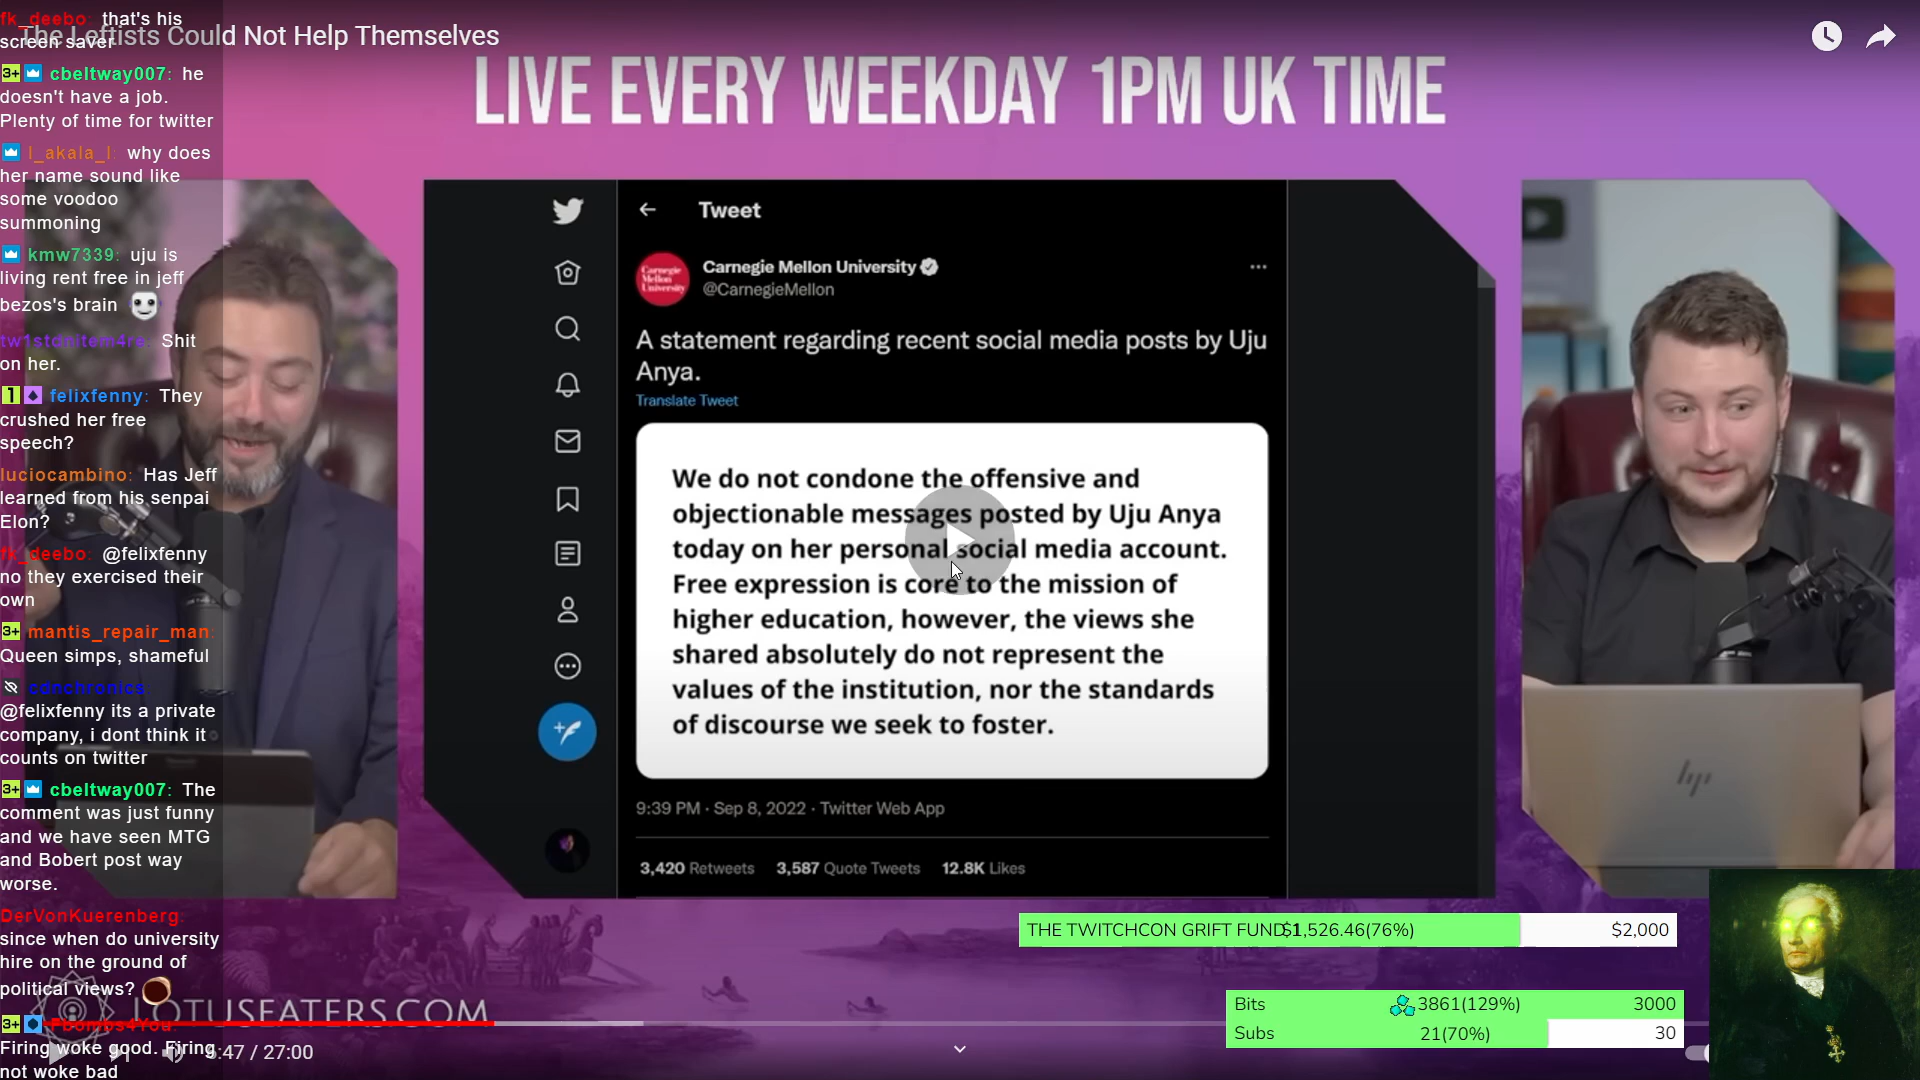 The Leftists Could Not Help Themselves
LIVE EVERY WEEKDAY 1PM UK TIME
fk_deebo: that's his
screen saver
3+ cbeltway007: he
doesn't have a job.
Plenty of time for twitter
l_akala_l: why does
her name sound like
some voodoo
summoning
kmw7339: uju is
living rent free in jeff
bezos's brain
tw1stdnitem4re: Shit
on her.
1 felixfenny: They
crushed her free
speech?
luciocambino: Has Jeff
learned from his senpai
Elon?
fk_deebo: @felixfenny
no they exercised their
own
3+ mantis_repair_man:
Queen simps, shameful
cdnchronics:
@felixfenny its a private
company, i dont think it
counts on twitter
3+ cbeltway007: The
comment was just funny
and we have seen MTG
and Bobert post way
worse.
DerVonKuerenberg:
since when do university
hire on the ground of
political views?
3+ Fbombs4You:
Firing woke good. Firing
not woke bad
Tweet
Carnegie Mellon University
Carnegie
Mellon
University
@CarnegieMellon
A statement regarding recent social media posts by Uju
Anya.
Translate Tweet
We do not condone the offensive and
objectionable messages posted by Uju Anya
today on her personal social media account.
Free expression is core to the mission of
higher education, however, the views she
shared absolutely do not represent the
values of the institution, nor the standards
of discourse we seek to foster.
9:39 PM · Sep 8, 2022 · Twitter Web App
3,420 Retweets 3,587 Quote Tweets 12.8K Likes
hp
THE TWITCHCON GRIFT FUND $1,526.46(76%) $2,000
Bits 3861(129%) 3000
Subs 21(70%) 30
LOTUSEATERS.COM
:47 / 27:00